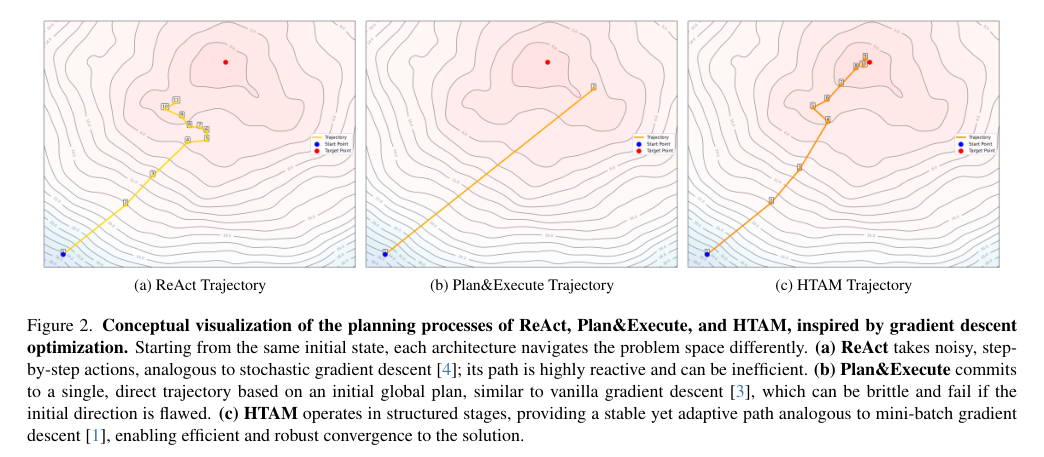 Trajectory
Start Point
Target Point
Trajectory
Start Point
Target Point
Trajectory
Start Point
Target Point
(a) ReAct Trajectory
(b) Plan&Execute Trajectory
(c) HTAM Trajectory
Figure 2. Conceptual visualization of the planning processes of ReAct, Plan&Execute, and HTAM, inspired by gradient descent
optimization. Starting from the same initial state, each architecture navigates the problem space differently. (a) ReAct takes noisy, step-
by-step actions, analogous to stochastic gradient descent [4]; its path is highly reactive and can be inefficient. (b) Plan&Execute commits
to a single, direct trajectory based on an initial global plan, similar to vanilla gradient descent [3], which can be brittle and fail if the
initial direction is flawed. (c) HTAM operates in structured stages, providing a stable yet adaptive path analogous to mini-batch gradient
descent [1], enabling efficient and robust convergence to the solution.